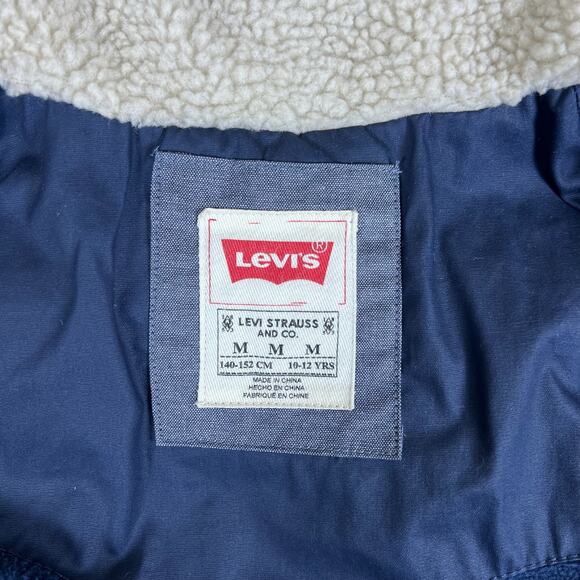 LEVI'S®
LEVI STRAUSS
AND CO.
M M M
140-152 CM 10-12 YRS
MADE IN CHINA
HECHO EN CHINA
FABRIQUÉ EN CHINE